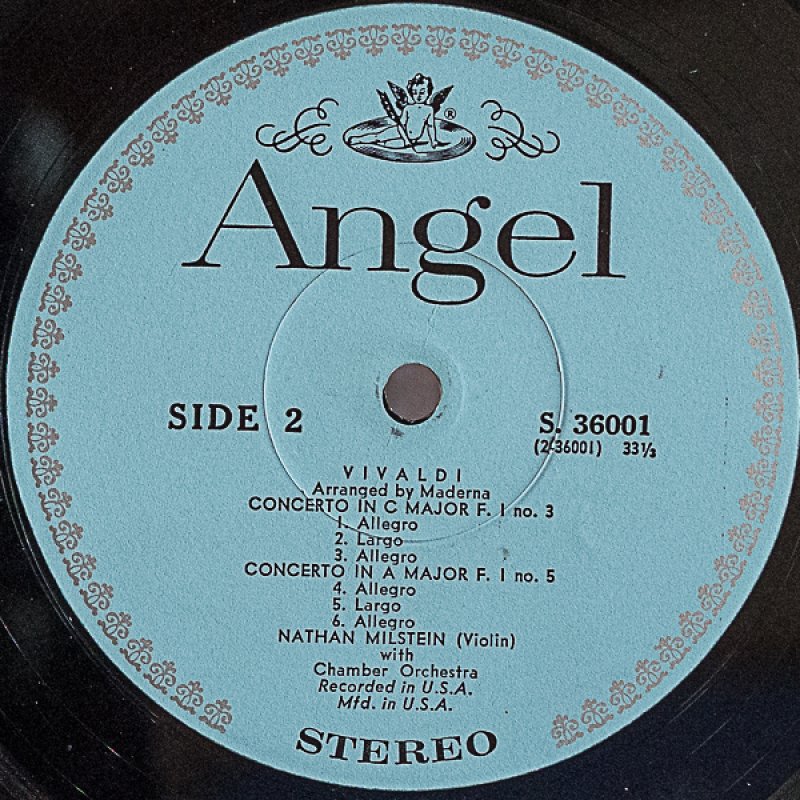 ®
Angel
SIDE 2
S. 36001
(2-36001) 33⅓
VIVALDI
Arranged by Maderna
CONCERTO IN C MAJOR F. I no. 3
1. Allegro
2. Largo
3. Allegro
CONCERTO IN A MAJOR F. I no. 5
4. Allegro
5. Largo
6. Allegro
NATHAN MILSTEIN (Violin)
with
Chamber Orchestra
Recorded in U.S.A.
Mfd. in U.S.A.
STEREO